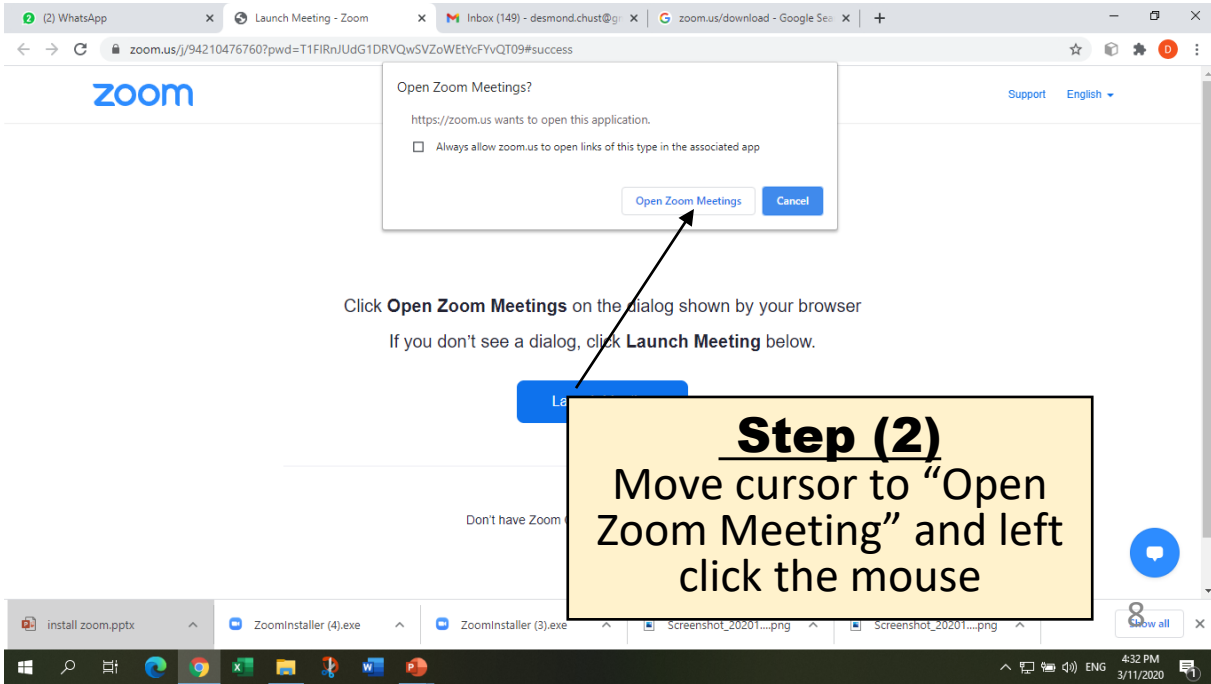 (2) WhatsApp
Launch Meeting - Zoom
Inbox (149) - desmond.chust@gr
zoom.us/download - Google Sea
zoom.us/j/94210476760?pwd=T1FIRnJUdG1DRVQwSVZoWEtYcFYvQT09#success
D
zoom
Support English
Open Zoom Meetings?
https://zoom.us wants to open this application.
Always allow zoom.us to open links of this type in the associated app
Open Zoom Meetings Cancel
Click Open Zoom Meetings on the dialog shown by your browser
If you don't see a dialog, click Launch Meeting below.
Step (2)
Move cursor to “Open
Zoom Meeting” and left
click the mouse
Don't have Zoom
8
install zoom.pptx
ZoomInstaller (4).exe
ZoomInstaller (3).exe
Screenshot_20201....png
Screenshot_20201....png
Show all
ENG
4:32 PM
3/11/2020